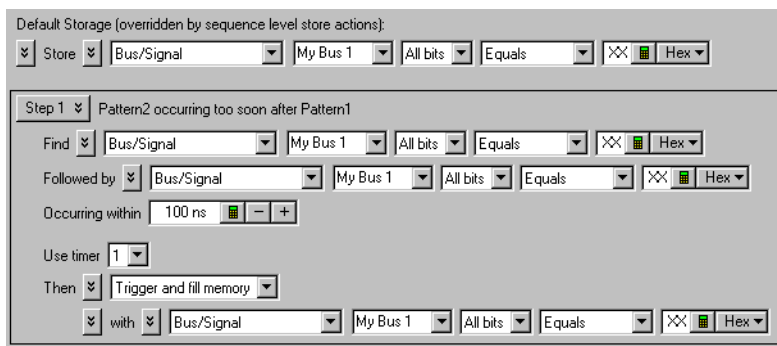 Default Storage (overridden by sequence level store actions):
Store Bus/Signal My Bus 1 All bits Equals XX Hex
Step 1 Pattern2 occurring too soon after Pattern1
Find Bus/Signal My Bus 1 All bits Equals XX Hex
Followed by Bus/Signal My Bus 1 All bits Equals XX Hex
Occurring within 100 ns − +
Use timer 1
Then Trigger and fill memory
with Bus/Signal My Bus 1 All bits Equals XX Hex